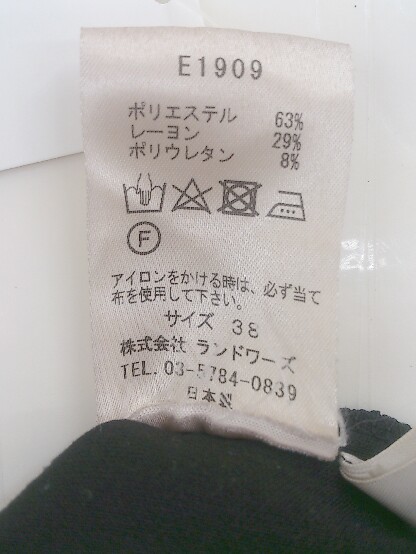 E1909
ポリエステル 63%
レーヨン 29%
ポリウレタン 8%
F
アイロンをかける時は、必ず当て
布を使用して下さい。
サイズ 38
株式会社 ランドワーズ
TEL. 03-5784-0839
日本製